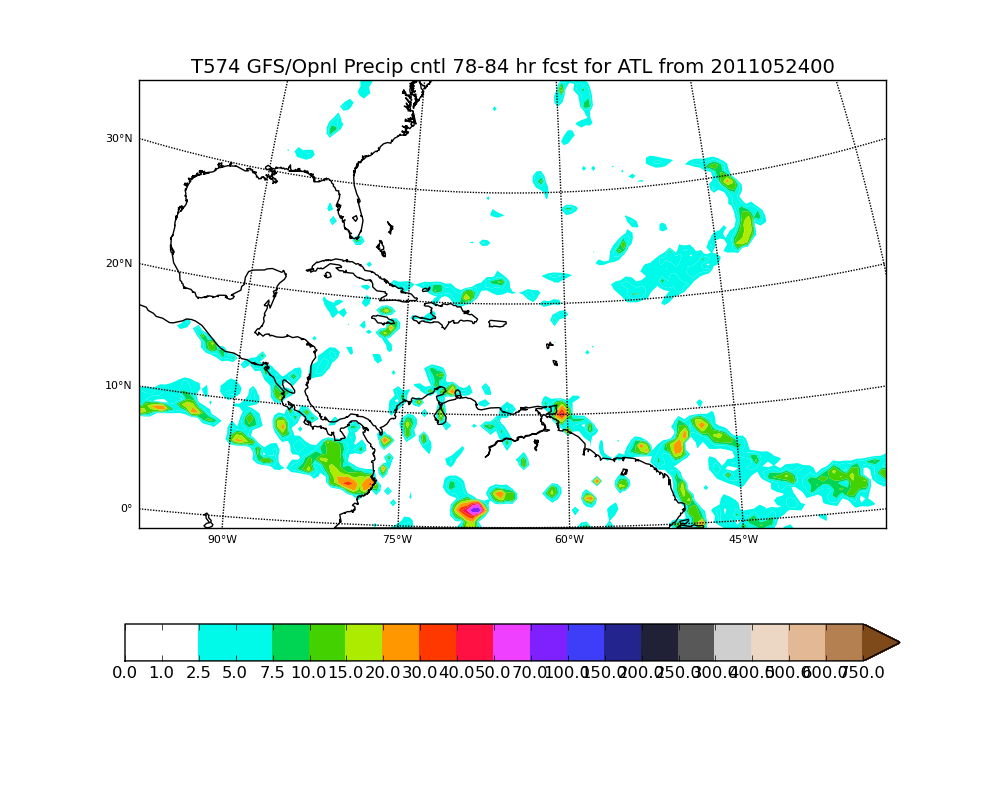 T574 GFS/Opnl Precip cntl 78-84 hr fcst for ATL from 2011052400
30°N
20°N
10°N
0°
90°W 75°W 60°W 45°W
0.0 1.0 2.5 5.0 7.5 10.0 15.0 20.0 30.0 40.0 50.0 70.0 100.0 150.0 200.0 250.0 300.0 400.0 500.0 600.0 750.0